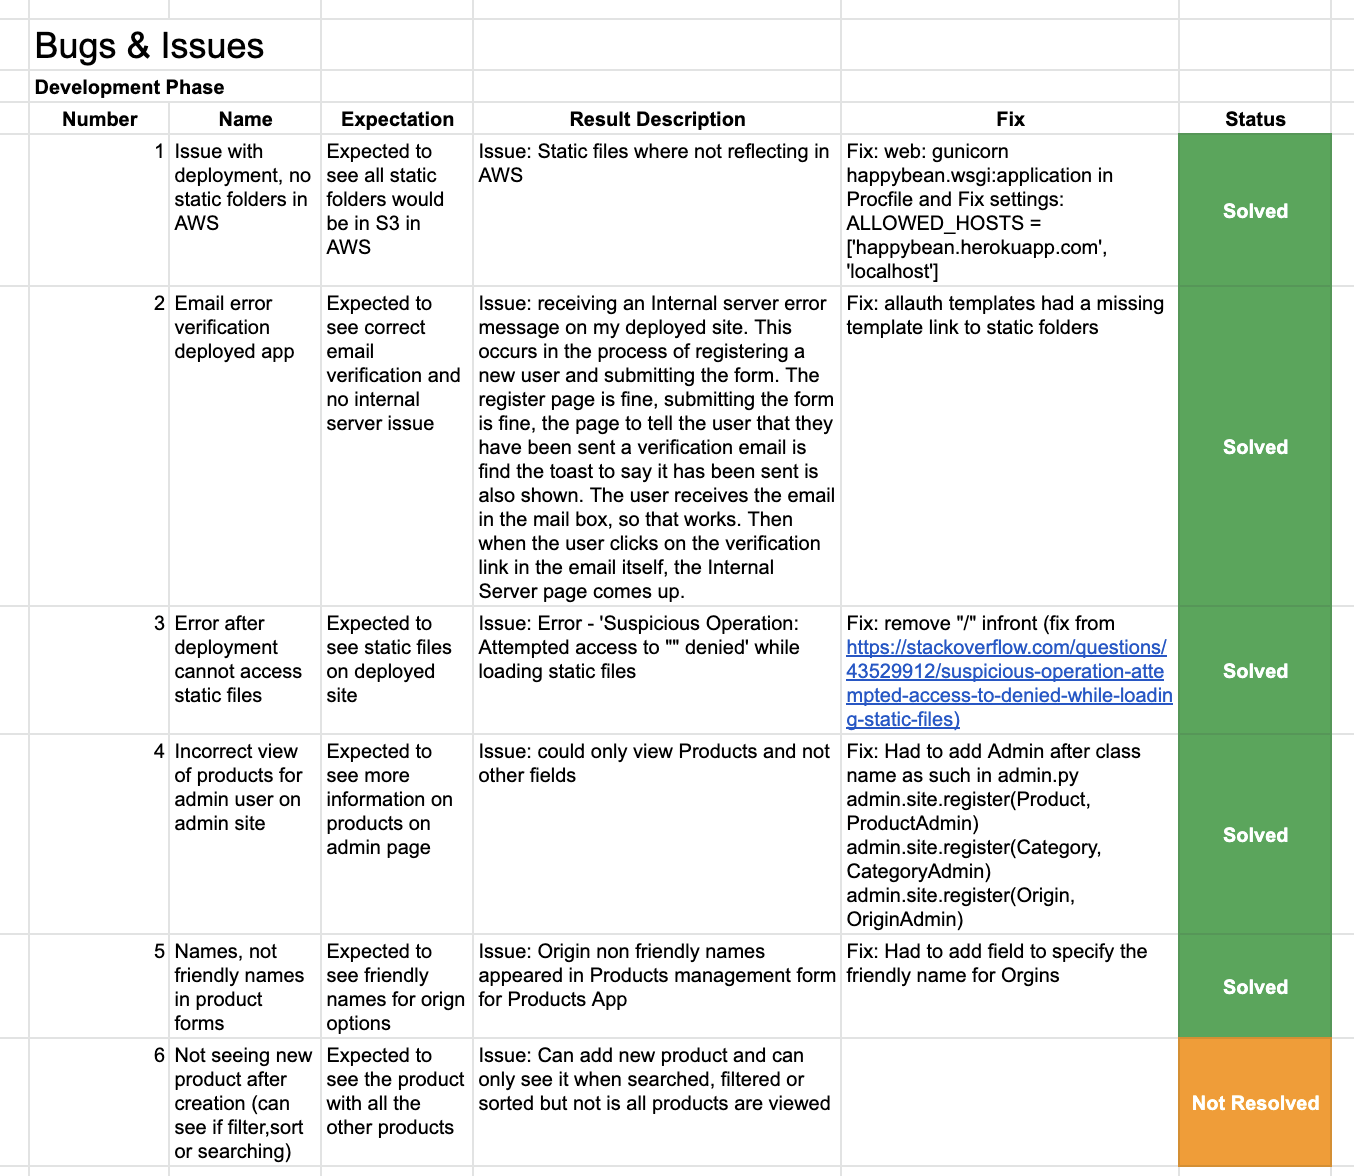 Bugs & Issues
Development Phase
Number Name Expectation Result Description Fix Status
1
Issue with
deployment, no
static folders in
AWS
Expected to
see all static
folders would
be in S3 in
AWS
Issue: Static files where not reflecting in
AWS
Fix: web: gunicorn
happybean.wsgi:application in
Procfile and Fix settings:
ALLOWED_HOSTS =
['happybean.herokuapp.com',
'localhost']
Solved
2
Email error
verification
deployed app
Expected to
see correct
email
verification and
no internal
server issue
Issue: receiving an Internal server error
message on my deployed site. This
occurs in the process of registering a
new user and submitting the form. The
register page is fine, submitting the form
is fine, the page to tell the user that they
have been sent a verification email is
find the toast to say it has been sent is
also shown. The user receives the email
in the mail box, so that works. Then
when the user clicks on the verification
link in the email itself, the Internal
Server page comes up.
Fix: allauth templates had a missing
template link to static folders
Solved
3
Error after
deployment
cannot access
static files
Expected to
see static files
on deployed
site
Issue: Error - 'Suspicious Operation:
Attempted access to "" denied' while
loading static files
Fix: remove "/" infront (fix from
https://stackoverflow.com/questions/
43529912/suspicious-operation-atte
mpted-access-to-denied-while-loadin
g-static-files)
Solved
4
Incorrect view
of products for
admin user on
admin site
Expected to
see more
information on
products on
admin page
Issue: could only view Products and not
other fields
Fix: Had to add Admin after class
name as such in admin.py
admin.site.register(Product,
ProductAdmin)
admin.site.register(Category,
CategoryAdmin)
admin.site.register(Origin,
OriginAdmin)
Solved
5
Names, not
friendly names
in product
forms
Expected to
see friendly
names for orign
options
Issue: Origin non friendly names
appeared in Products management form
for Products App
Fix: Had to add field to specify the
friendly name for Orgins
Solved
6
Not seeing new
product after
creation (can
see if filter,sort
or searching)
Expected to
see the product
with all the
other products
Issue: Can add new product and can
only see it when searched, filtered or
sorted but not is all products are viewed
Not Resolved